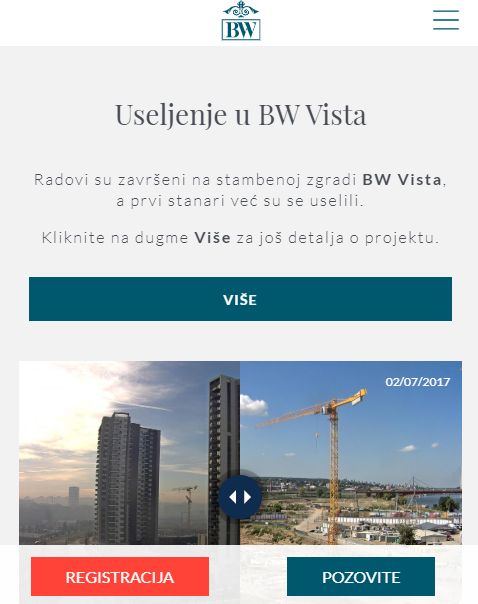 BW
Useljenje u BW Vista
Radovi su završeni na stambenoj zgradi BW Vista,
a prvi stanari već su se uselili.
Kliknite na dugme Više za još detalja o projektu.
VIŠE
02/07/2017
REGISTRACIJA
POZOVITE